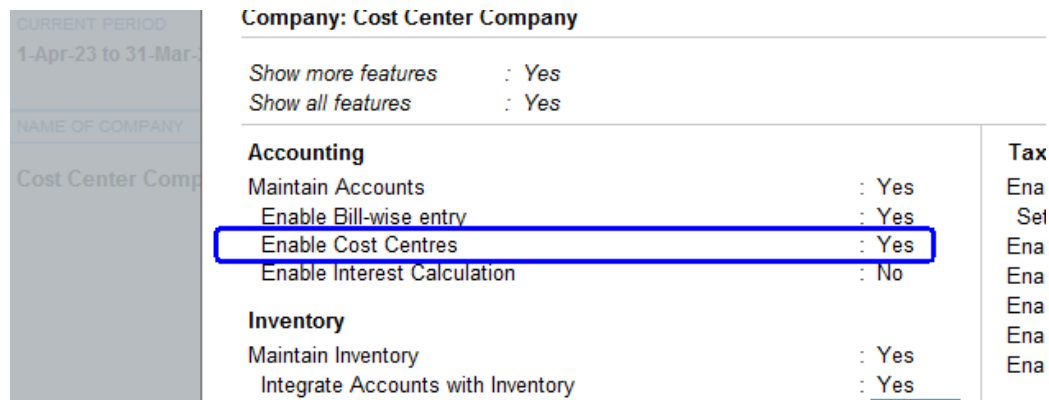 CURRENT PERIOD
1-Apr-23 to 31-Mar-
NAME OF COMPANY
Cost Center Comp
Company: Cost Center Company
Show more features : Yes
Show all features : Yes
Accounting
Maintain Accounts : Yes
Enable Bill-wise entry : Yes
Enable Cost Centres : Yes
Enable Interest Calculation : No
Inventory
Maintain Inventory : Yes
Integrate Accounts with Inventory : Yes
Tax
Ena
Set
Ena
Ena
Ena
Ena
Ena